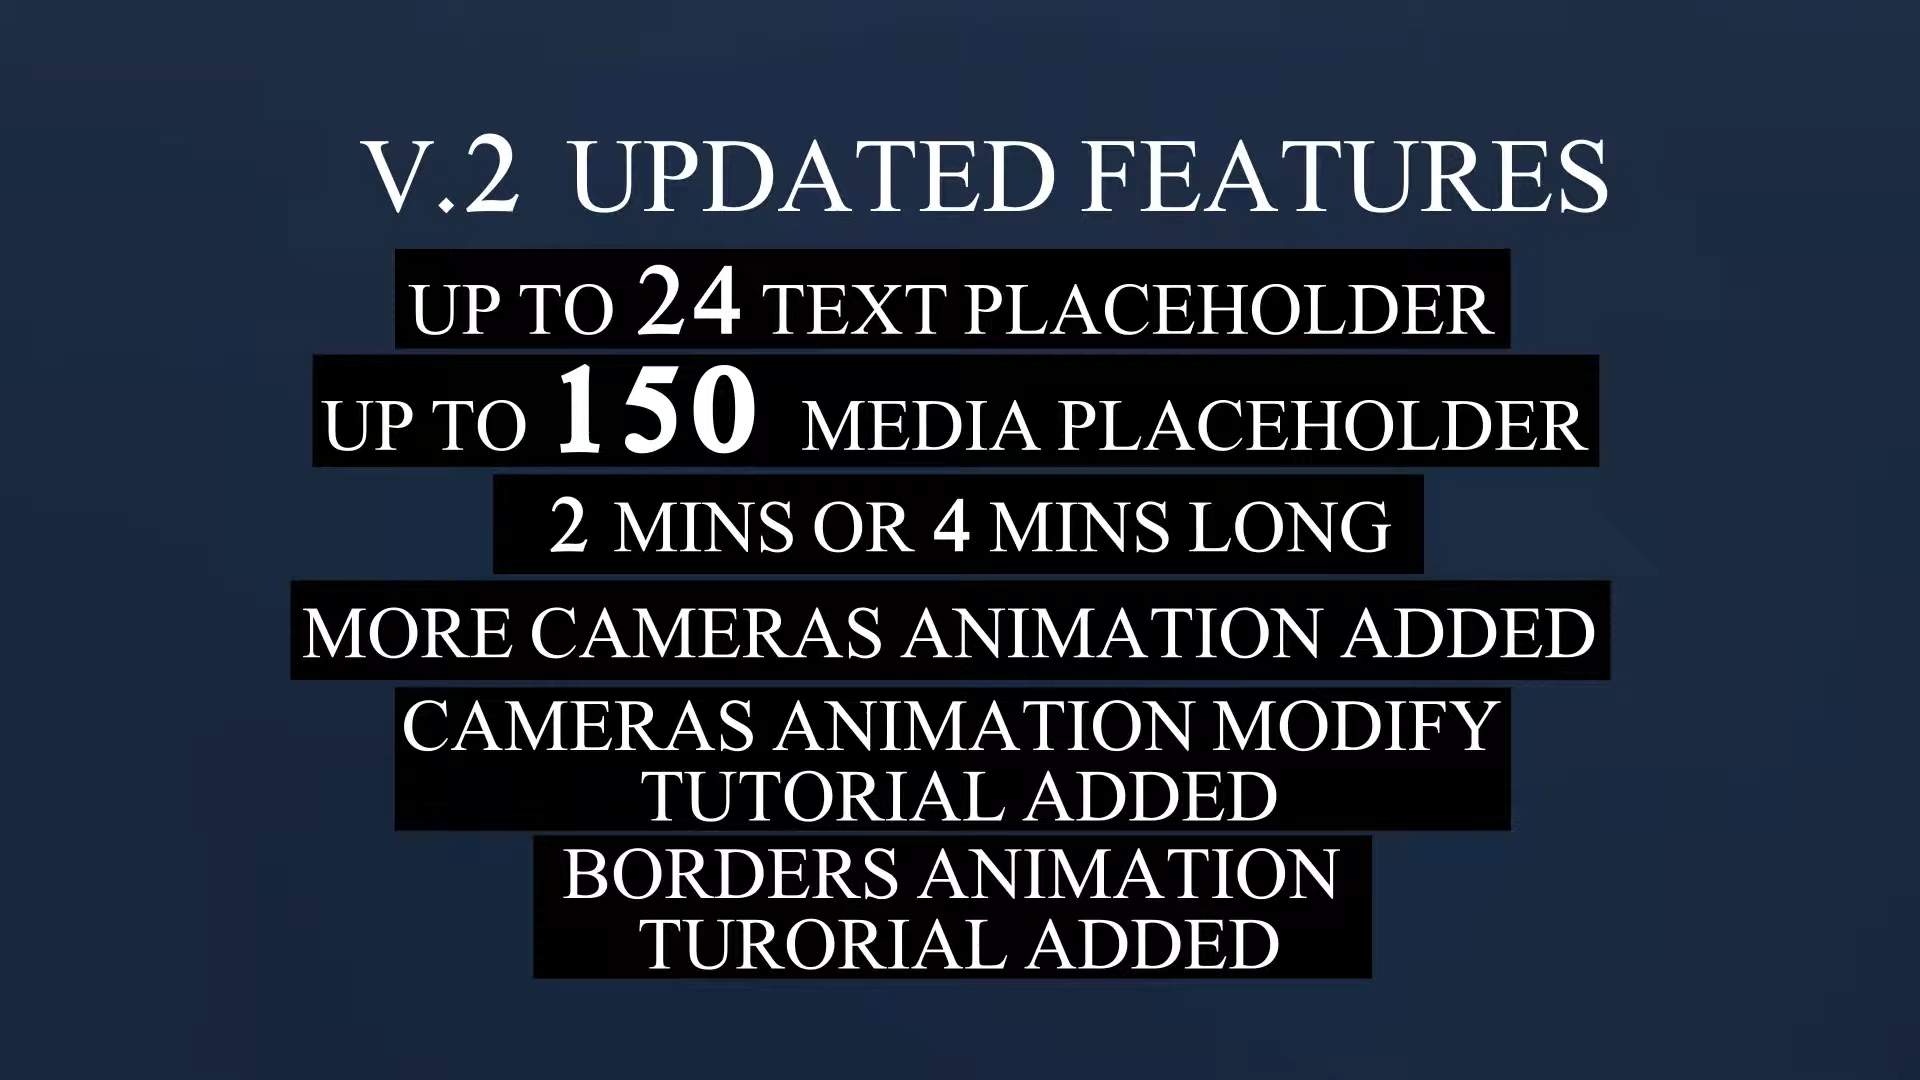 V.2 UPDATED FEATURES
UP TO 24 TEXT PLACEHOLDER
UP TO 150 MEDIA PLACEHOLDER
2 MINS OR 4 MINS LONG
MORE CAMERAS ANIMATION ADDED
CAMERAS ANIMATION MODIFY
TUTORIAL ADDED
BORDERS ANIMATION
TURORIAL ADDED